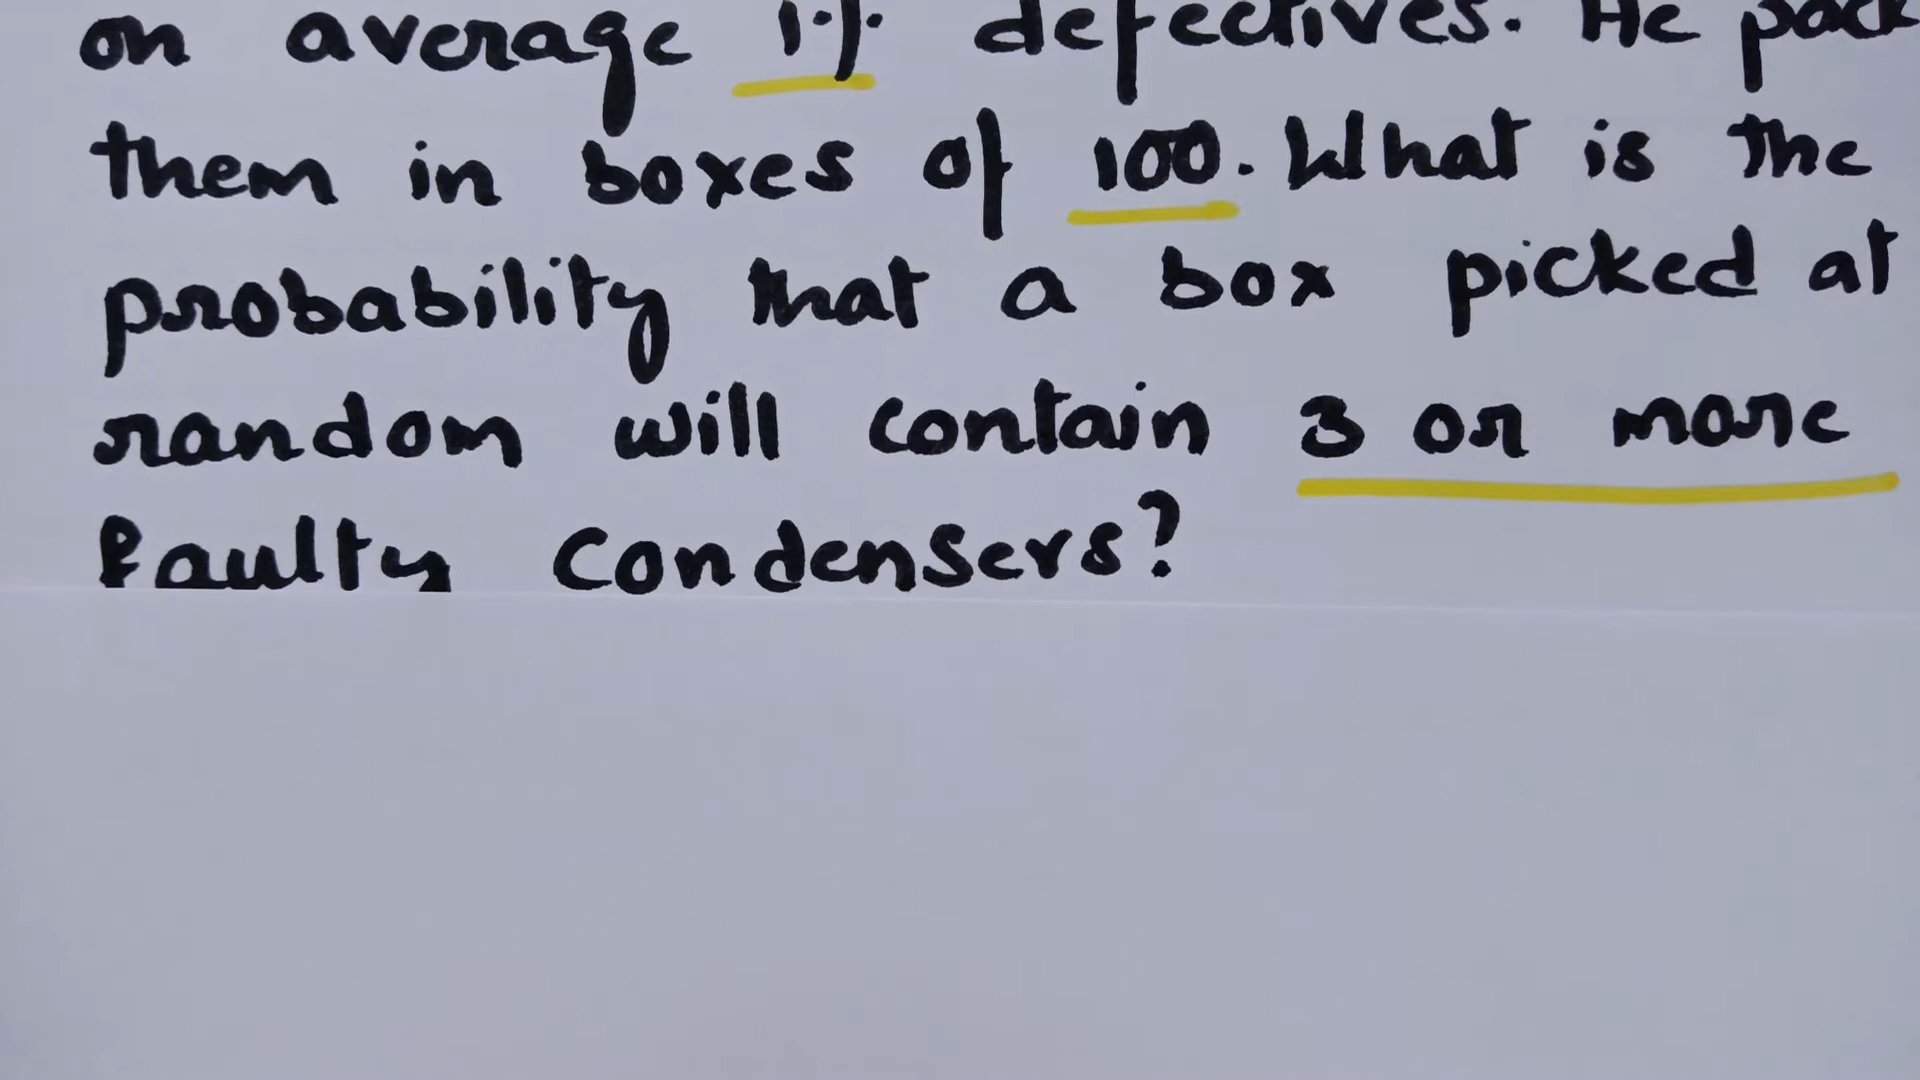 on average 1% defectives. He pack
them in boxes of 100. What is the
probability that a box picked at
random will contain 3 or more
faulty condensers?